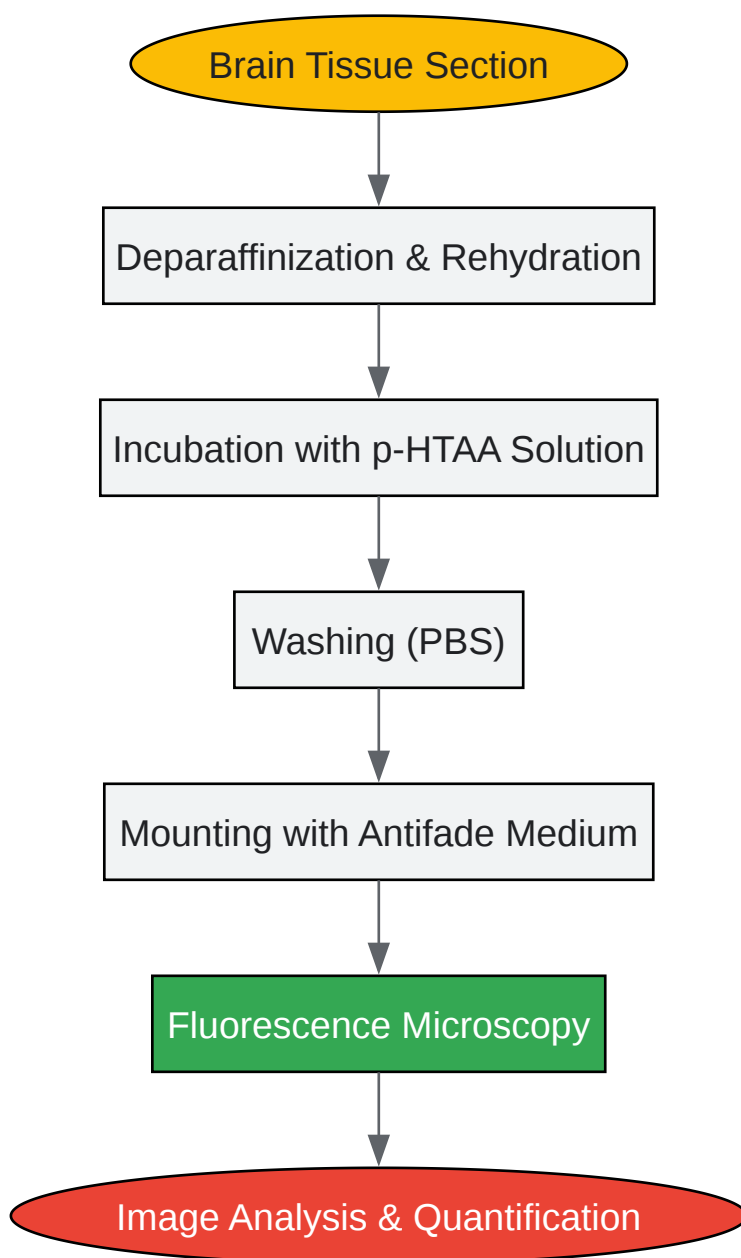 Brain Tissue Section
Deparaffinization & Rehydration
Incubation with p-HTAA Solution
Washing (PBS)
Mounting with Antifade Medium
Fluorescence Microscopy
Image Analysis & Quantification